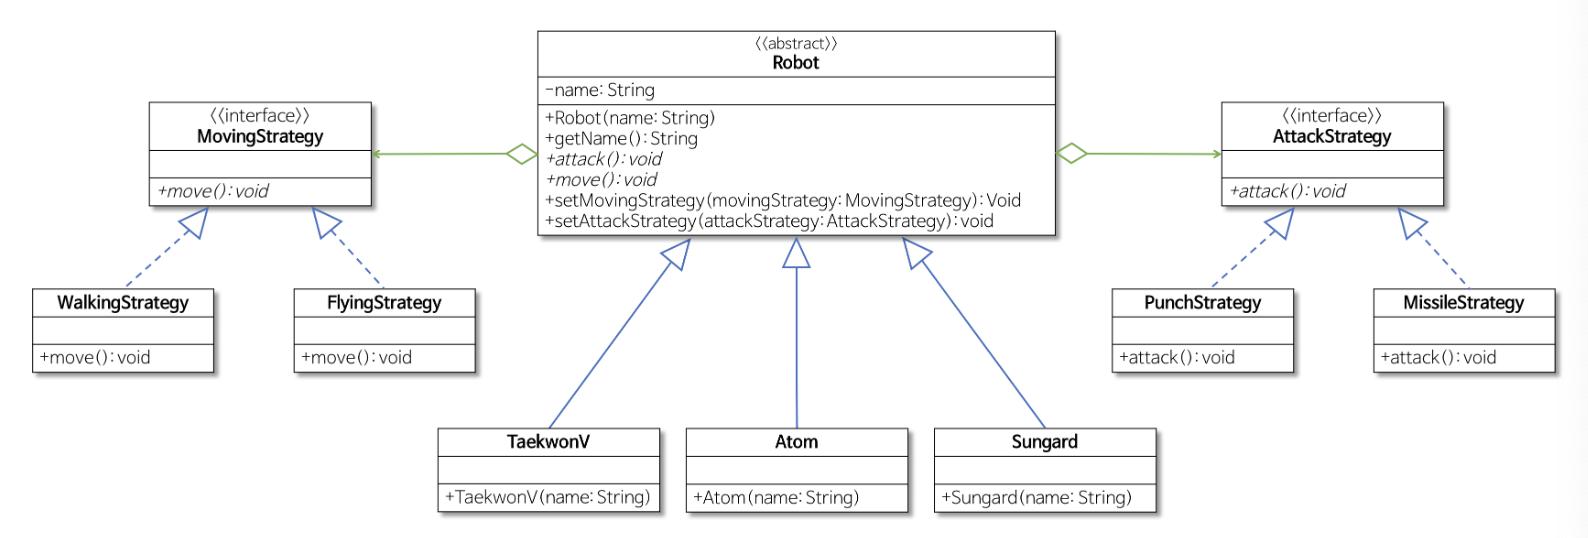 <<abstract>>
Robot
-name: String
+Robot(name: String)
+getName(): String
+attack(): void
+move(): void
+setMovingStrategy(movingStrategy: MovingStrategy): Void
+setAttackStrategy(attackStrategy: AttackStrategy): void
<<interface>>
MovingStrategy
+move(): void
<<interface>>
AttackStrategy
+attack(): void
WalkingStrategy
+move(): void
FlyingStrategy
+move(): void
PunchStrategy
+attack(): void
MissileStrategy
+attack(): void
TaekwonV
+TaekwonV(name: String)
Atom
+Atom(name: String)
Sungard
+Sungard(name: String)